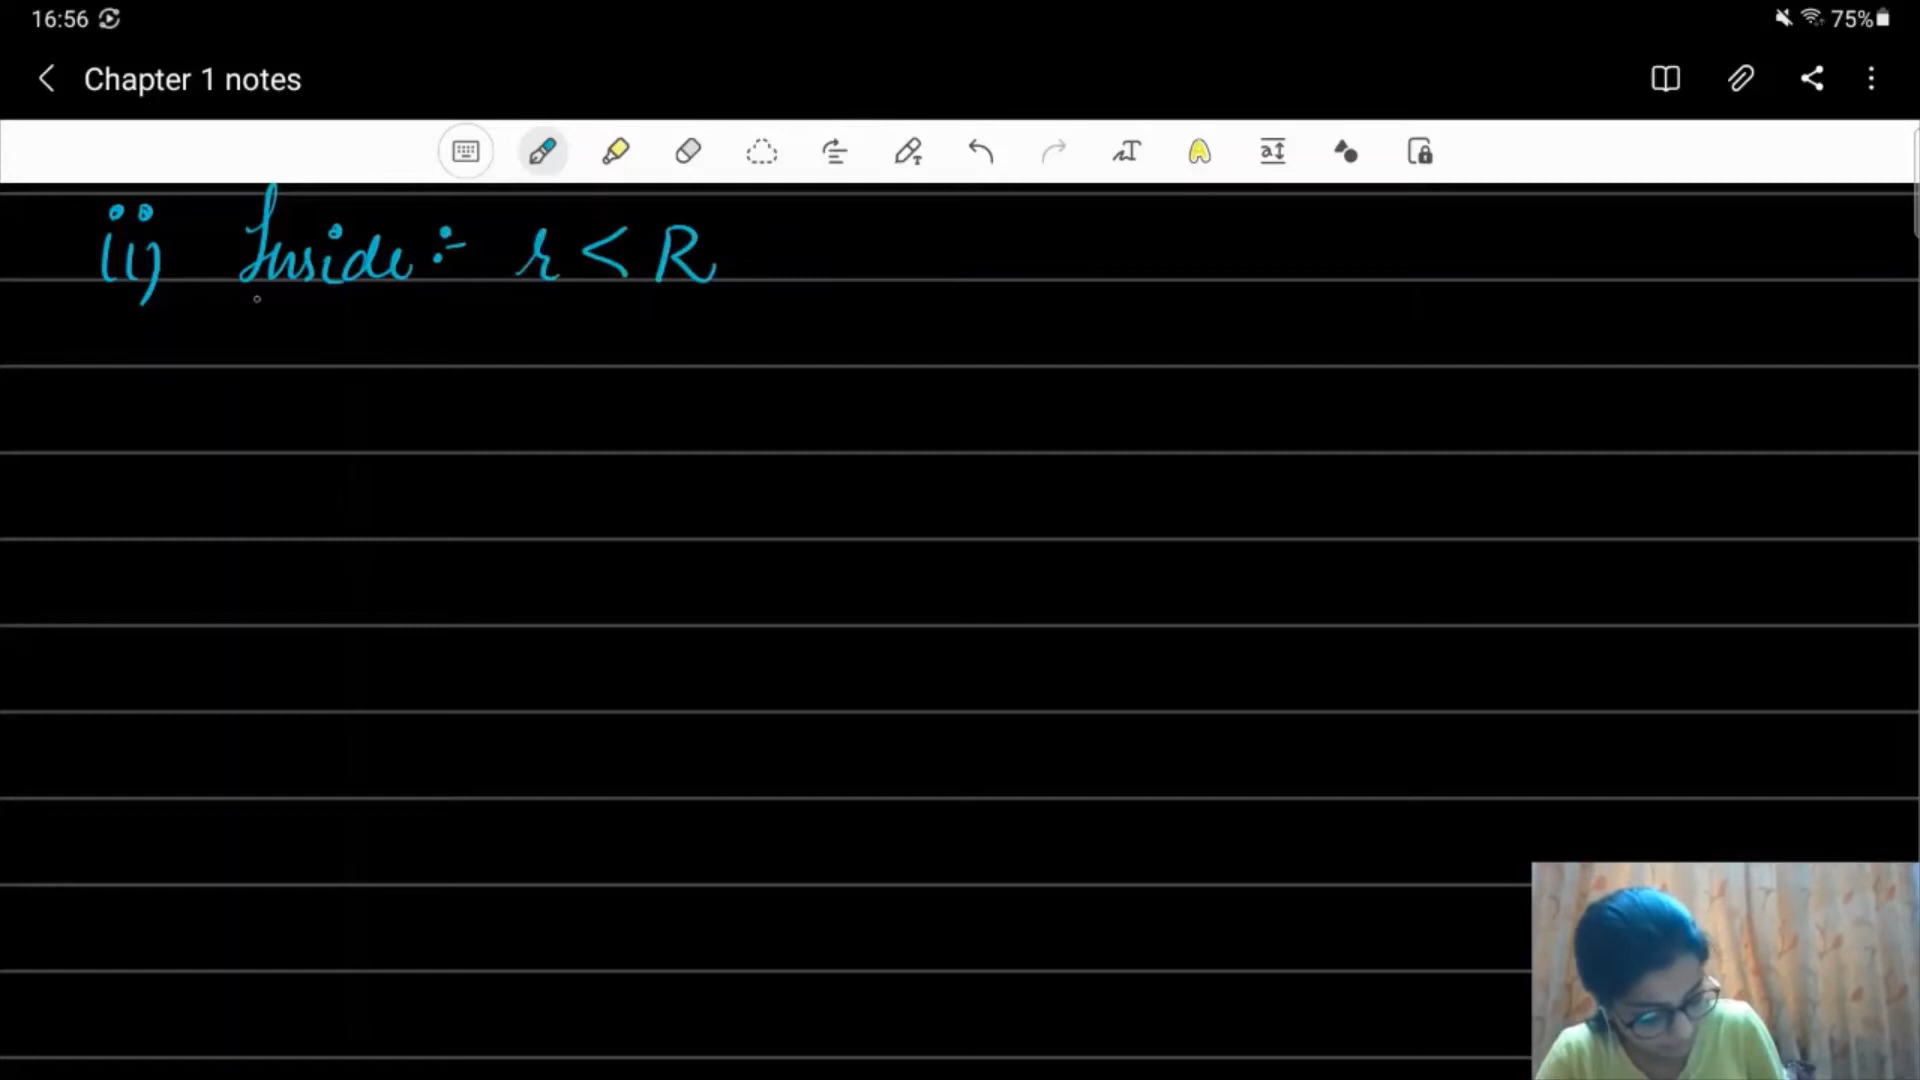 16:56 75%
Chapter 1 notes
(ii) Inside :- r < R